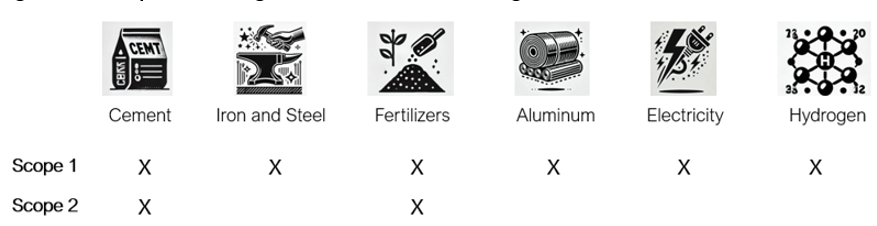 CEMT
Cement Iron and Steel Fertilizers Aluminum Electricity Hydrogen
Scope 1 X X X X X X
Scope 2 X X